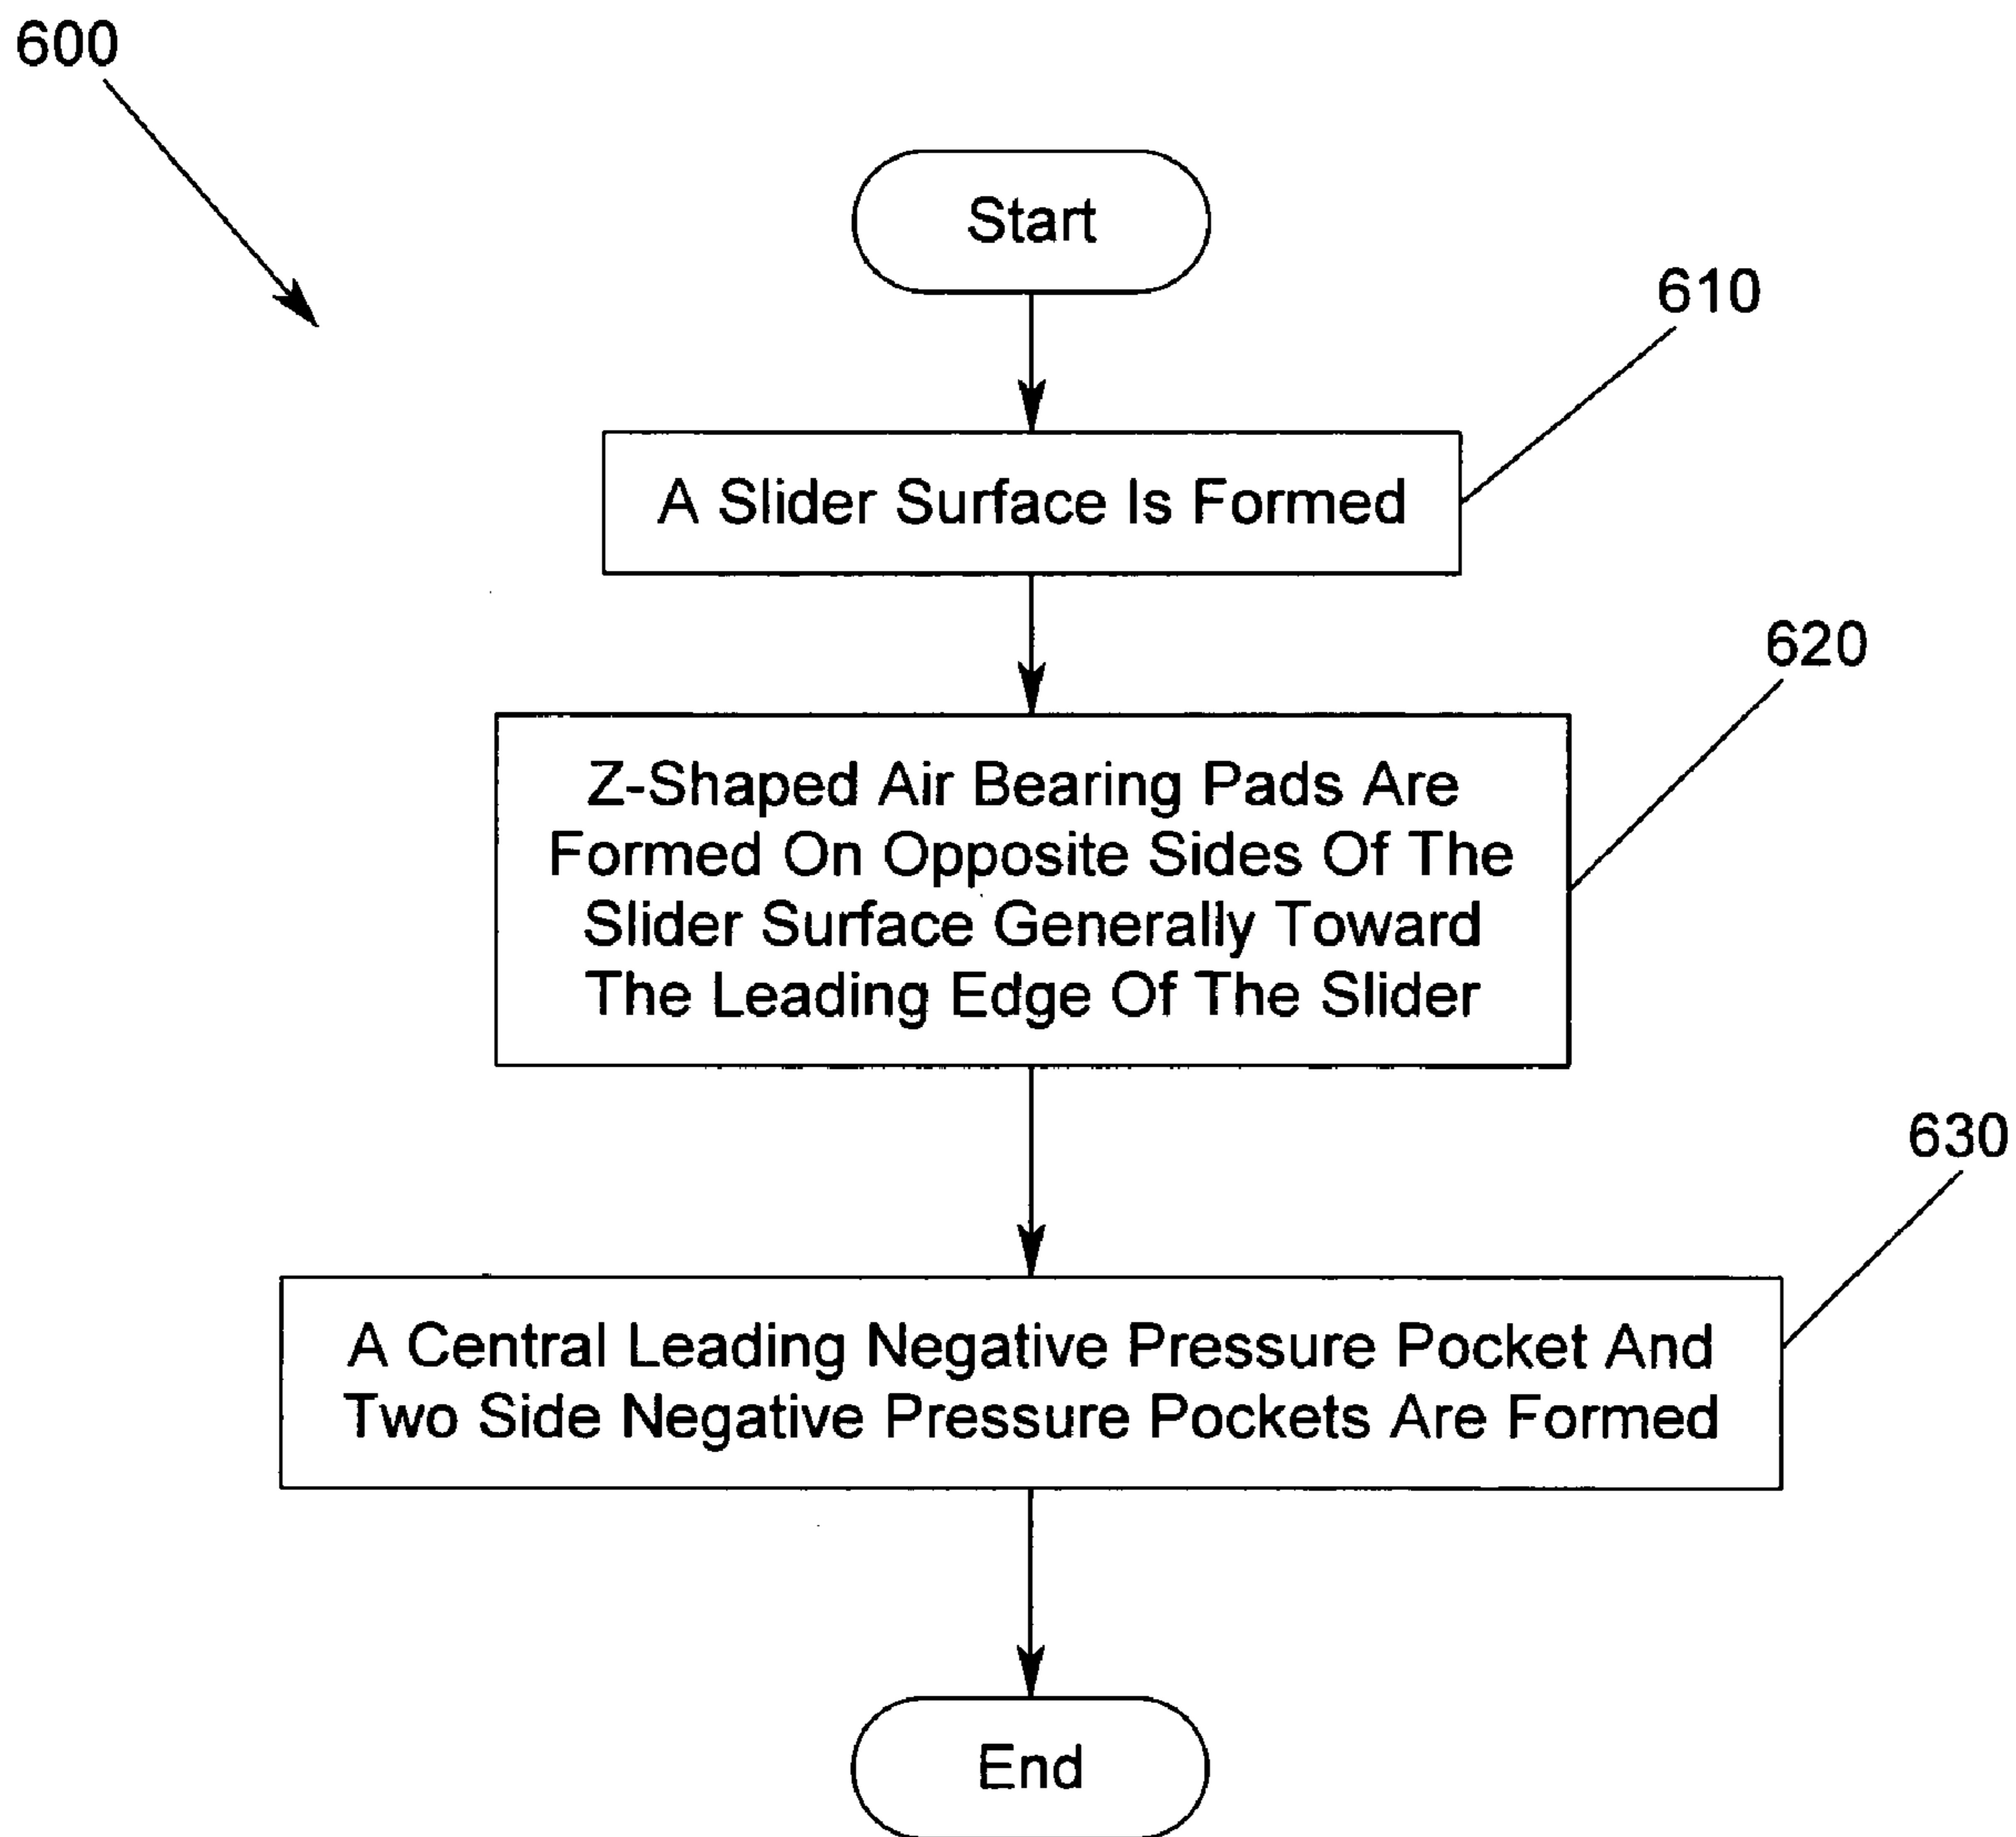 600
Start
610
A Slider Surface Is Formed
620
Z-Shaped Air Bearing Pads Are
Formed On Opposite Sides Of The
Slider Surface Generally Toward
The Leading Edge Of The Slider
630
A Central Leading Negative Pressure Pocket And
Two Side Negative Pressure Pockets Are Formed
End